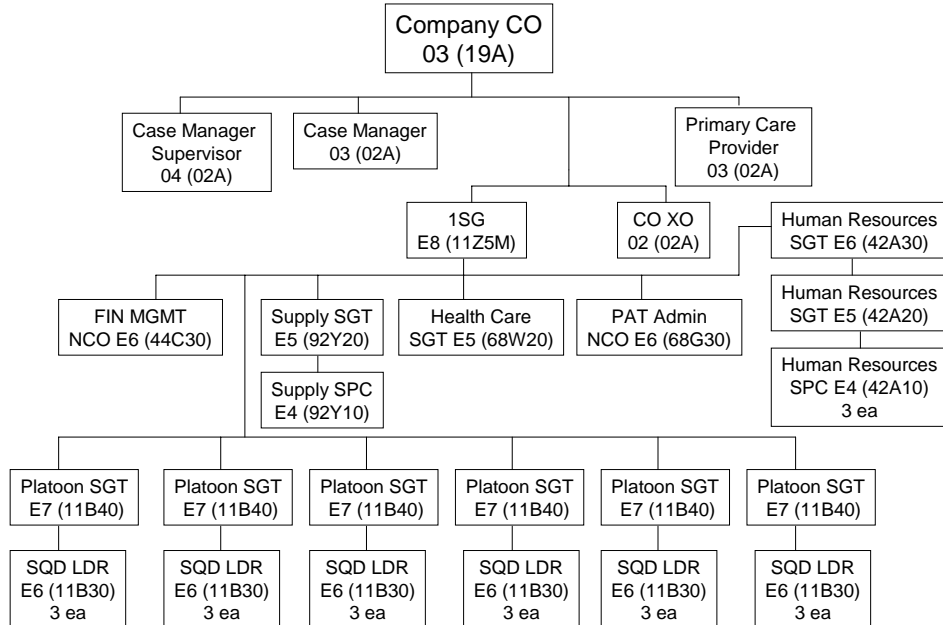 Company CO
03 (19A)
Case Manager
Supervisor
04 (02A)
Case Manager
03 (02A)
Primary Care
Provider
03 (02A)
1SG
E8 (11Z5M)
CO XO
02 (02A)
Human Resources
SGT E6 (42A30)
FIN MGMT
NCO E6 (44C30)
Supply SGT
E5 (92Y20)
Health Care
SGT E5 (68W20)
PAT Admin
NCO E6 (68G30)
Human Resources
SGT E5 (42A20)
Supply SPC
E4 (92Y10)
Human Resources
SPC E4 (42A10)
3 ea
Platoon SGT
E7 (11B40)
Platoon SGT
E7 (11B40)
Platoon SGT
E7 (11B40)
Platoon SGT
E7 (11B40)
Platoon SGT
E7 (11B40)
Platoon SGT
E7 (11B40)
SQD LDR
E6 (11B30)
3 ea
SQD LDR
E6 (11B30)
3 ea
SQD LDR
E6 (11B30)
3 ea
SQD LDR
E6 (11B30)
3 ea
SQD LDR
E6 (11B30)
3 ea
SQD LDR
E6 (11B30)
3 ea